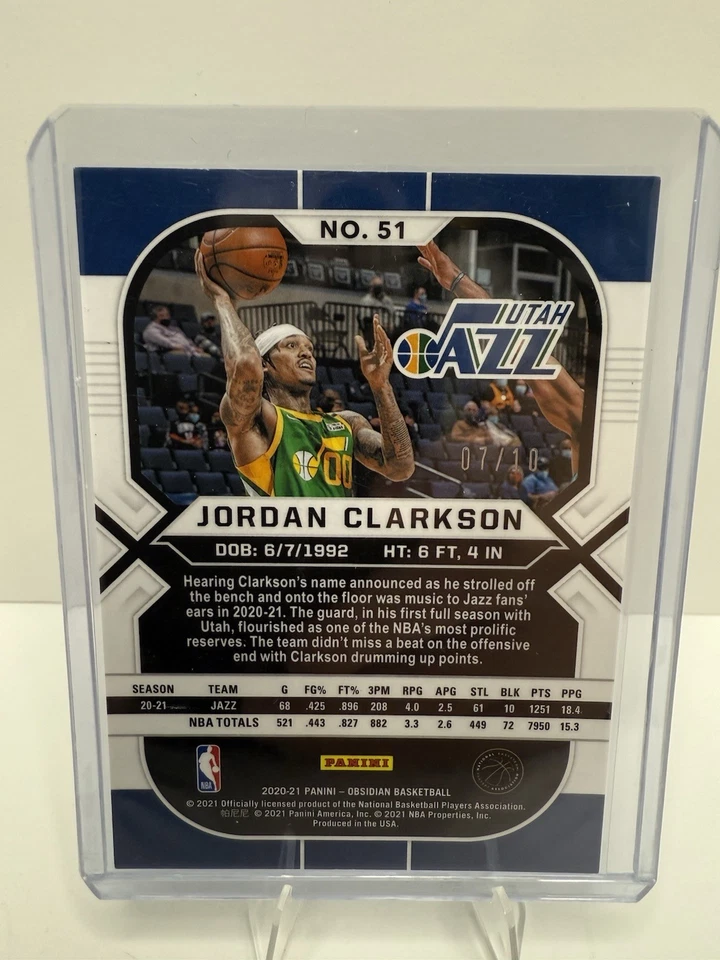 NO. 51
UTAH
JAZZ
00
07/10
JORDAN CLARKSON
DOB: 6/7/1992 HT: 6 FT, 4 IN
Hearing Clarkson's name announced as he strolled off
the bench and onto the floor was music to Jazz fans'
ears in 2020-21. The guard, in his first full season with
Utah, flourished as one of the NBA's most prolific
reserves. The team didn't miss a beat on the offensive
end with Clarkson drumming up points.
SEASON TEAM G FG% FT% 3PM RPG APG STL BLK PTS PPG
20-21 JAZZ 68 .425 .896 208 4.0 2.5 61 10 1251 18.4
NBA TOTALS 521 .443 .827 882 3.3 2.6 449 72 7950 15.3
NBA
PANINI
2020-21 PANINI – OBSIDIAN BASKETBALL
© 2021 Officially licensed product of the National Basketball Players Association.
帕尼尼 © 2021 Panini America, Inc. © 2021 NBA Properties, Inc.
Produced in the USA.